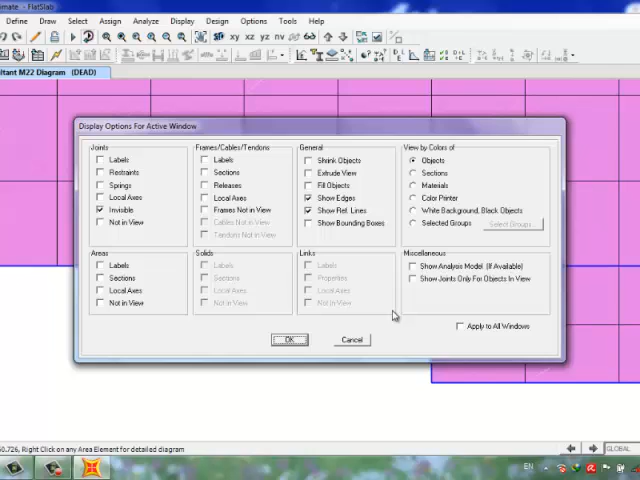 imate - FlatSlab
Define Draw Select Assign Analyze Display Design Options Tools Help
xy xz yz nv
ltant M22 Diagram (DEAD)
Display Options For Active Window
Joints
Labels
Restraints
Springs
Local Axes
Invisible
Not in View
Frames/Cables/Tendons
Labels
Sections
Releases
Local Axes
Frames Not in View
Cables Not in View
Tendons Not in View
General
Shrink Objects
Extrude View
Fill Objects
Show Edges
Show Ref. Lines
Show Bounding Boxes
View by Colors of
Objects
Sections
Materials
Color Printer
White Background, Black Objects
Selected Groups
Select Groups...
Areas
Labels
Sections
Local Axes
Not in View
Solids
Labels
Sections
Local Axes
Not in View
Links
Labels
Properties
Local Axes
Not in View
Miscellaneous
Show Analysis Model (If Available)
Show Joints Only For Objects In View
Apply to All Windows
OK
Cancel
0.726, Right Click on any Area Element for detailed diagram
GLOBAL
EN